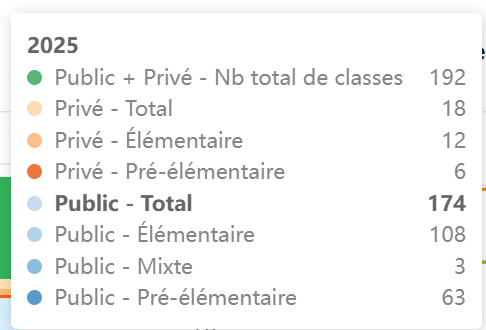 2025
Public + Privé - Nb total de classes 192
Privé - Total 18
Privé - Élémentaire 12
Privé - Pré-élémentaire 6
Public - Total 174
Public - Élémentaire 108
Public - Mixte 3
Public - Pré-élémentaire 63